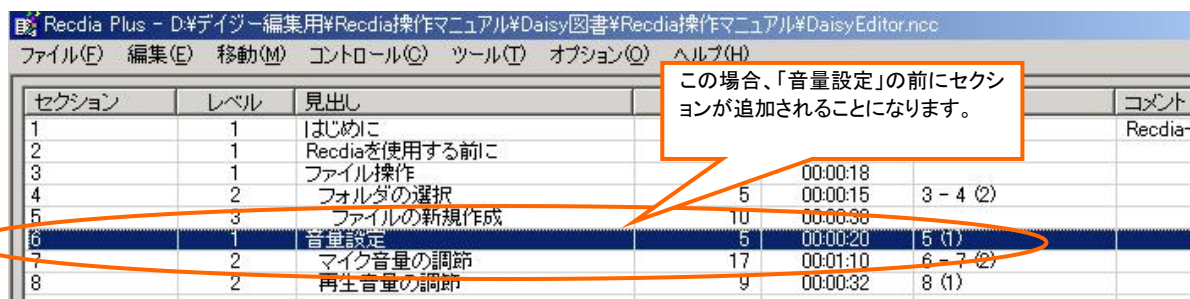 Recdia Plus - D:¥デイジー編集用¥Recdia操作マニュアル¥Daisy図書¥Recdia操作マニュアル¥DaisyEditor.ncc
ファイル(F) 編集(E) 移動(M) コントロール(C) ツール(T) オプション(O) ヘルプ(H)
この場合、「音量設定」の前にセクシ
ョンが追加されることになります。
セクション レベル 見出し コメント
1 1 はじめに Recdia-
2 1 Recdiaを使用する前に
3 1 ファイル操作 00:00:18
4 2 フォルダの選択 5 00:00:15 3 - 4 (2)
5 3 ファイルの新規作成 10 00:00:38
6 1 音量設定 5 00:00:20 5 (1)
7 2 マイク音量の調節 17 00:01:10 6 - 7 (2)
8 2 再生音量の調節 9 00:00:32 8 (1)